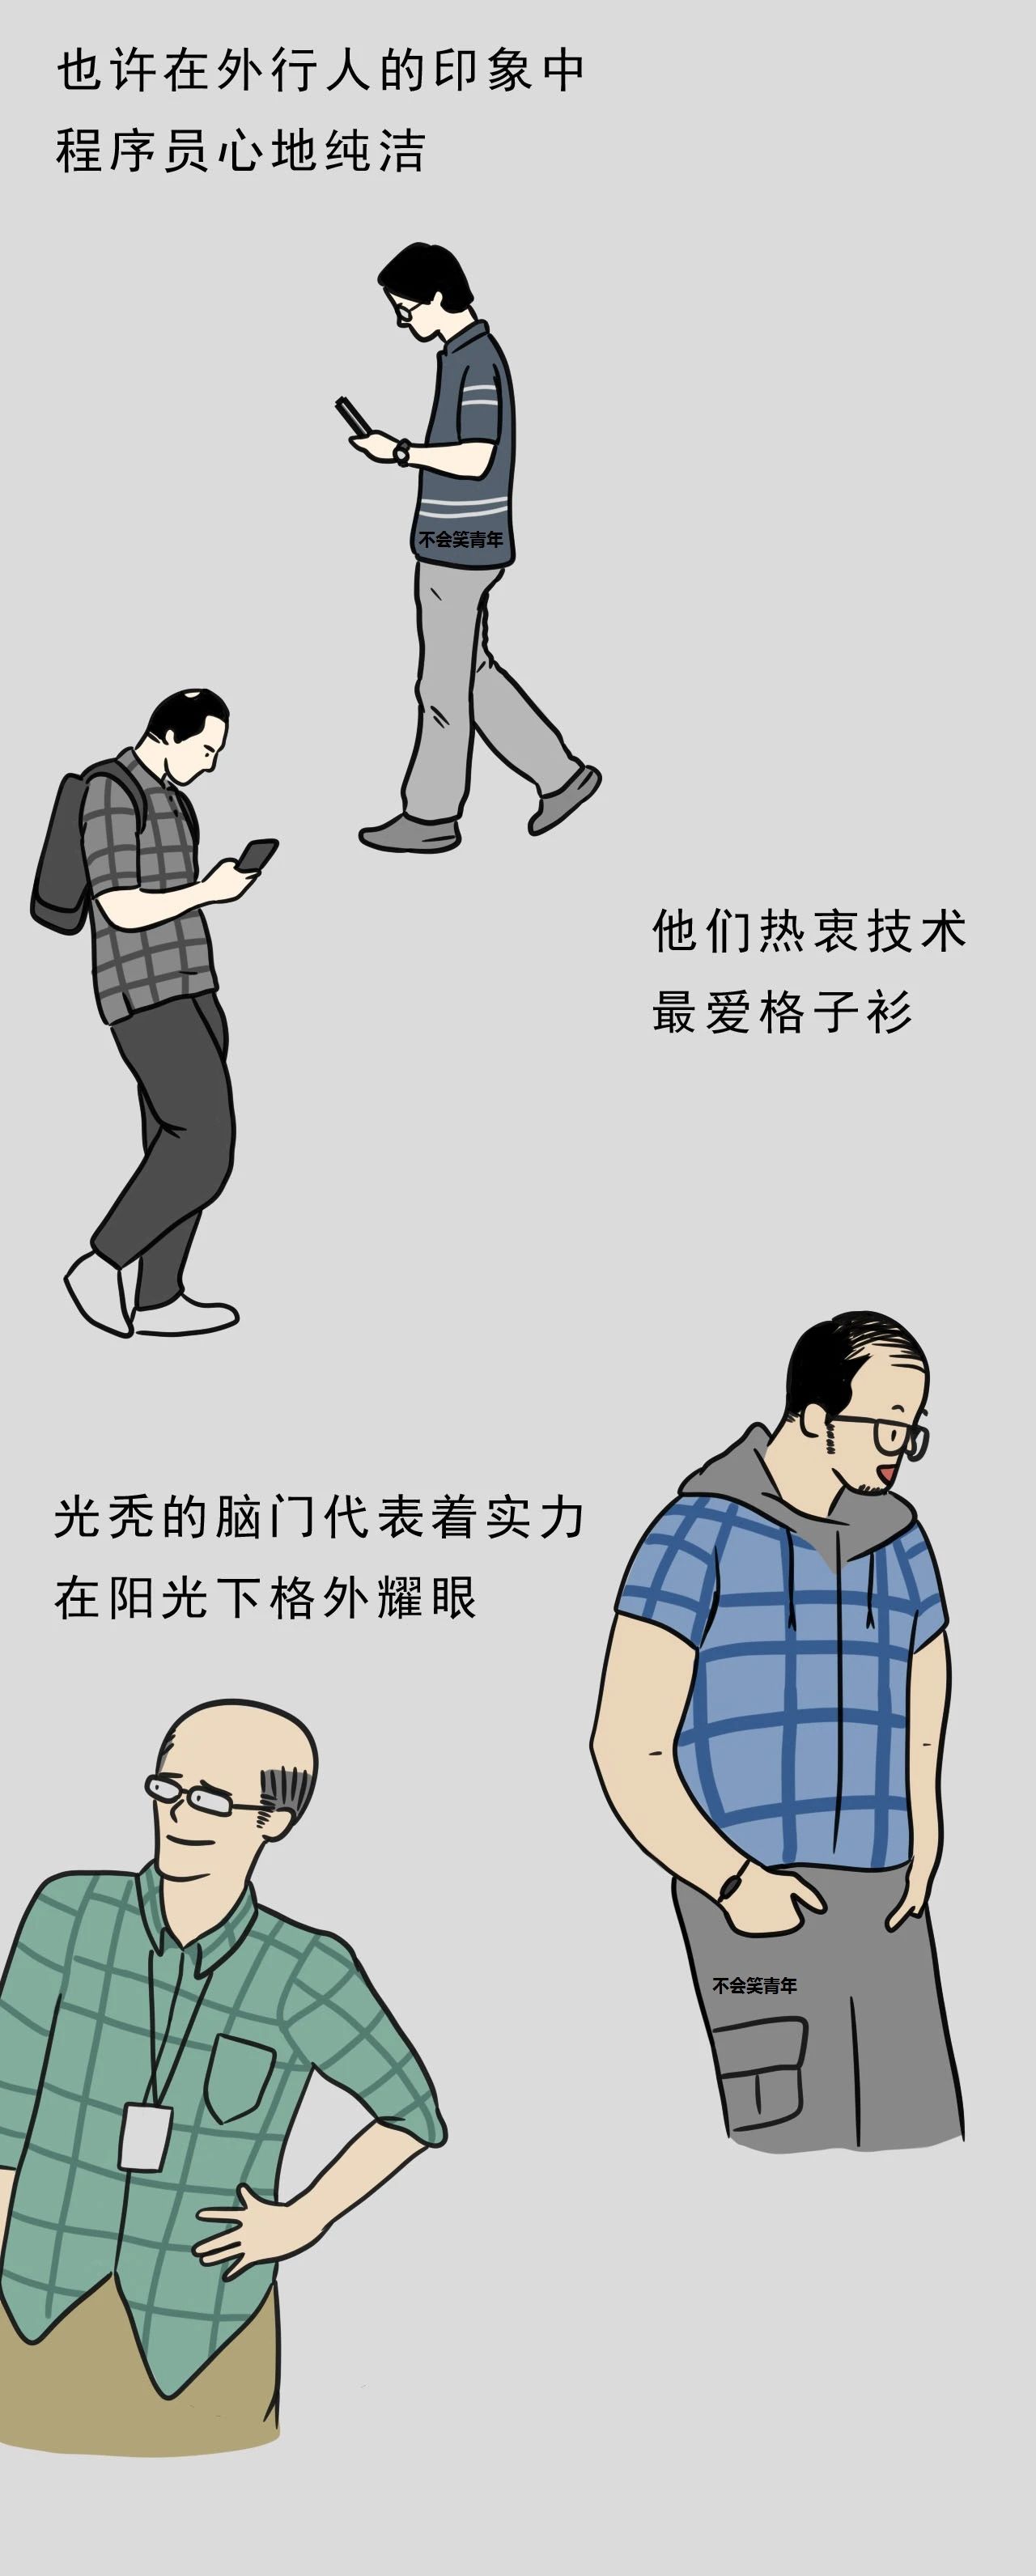 也许在外行人的印象中
程序员心地纯洁
不会笑青年
他们热衷技术
最爱格子衫
光秃的脑门代表着实力
在阳光下格外耀眼
不会笑青年